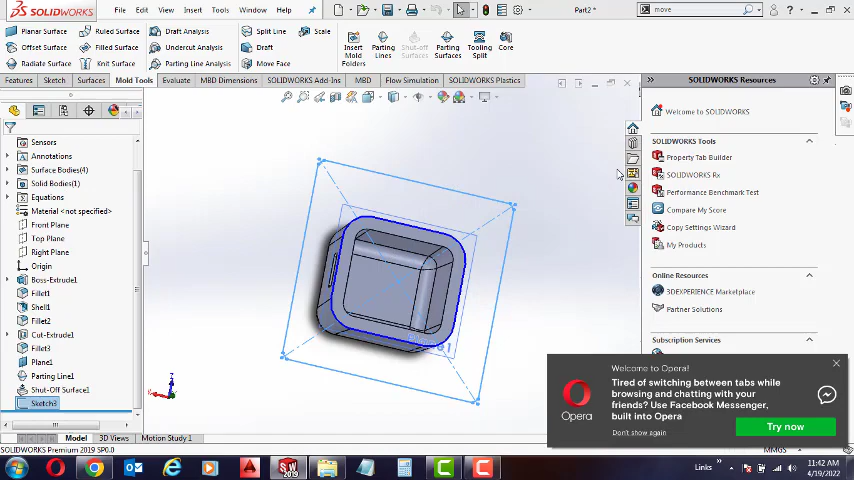 SOLIDWORKS File Edit View Insert Tools Window Part2* move
Planar Surface Ruled Surface Draft Analysis Split Line Scale
Offset Surface Filled Surface Undercut Analysis Draft
Radiate Surface Knit Surface Parting Line Analysis Move Face
Insert Mold Folders Parting Lines Shut-off Surfaces Parting Surfaces Tooling Split Core
Features Sketch Surfaces Mold Tools Evaluate MBD Dimensions SOLIDWORKS Add-Ins MBD Flow Simulation SOLIDWORKS Plastics
SOLIDWORKS Resources
Welcome to SOLIDWORKS
SOLIDWORKS Tools
Property Tab Builder
SOLIDWORKS Rx
Performance Benchmark Test
Compare My Score
Copy Settings Wizard
My Products
Online Resources
3DEXPERIENCE Marketplace
Partner Solutions
Subscription Services
Sensors
Annotations
Surface Bodies(4)
Solid Bodies(1)
Equations
Material <not specified>
Front Plane
Top Plane
Right Plane
Origin
Boss-Extrude1
Fillet1
Shell1
Fillet2
Cut-Extrude1
Fillet3
Plane1
Parting Line1
Shut-Off Surface1
Sketch3
Z
X
Welcome to Opera!
Tired of switching between tabs while
browsing and chatting with your
friends? Use Facebook Messenger,
built into Opera
Opera
Don't show again
Try now
Model 3D Views Motion Study 1
SOLIDWORKS Premium 2019 SP0.0
MMGS
SW
2019
Links
11:42 AM
4/19/2022